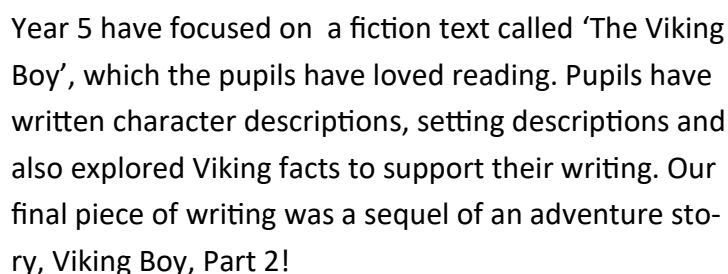 Year 5 have focused on  a fiction text called ‘The Viking
Boy’, which the pupils have loved reading. Pupils have
written character descriptions, setting descriptions and
also explored Viking facts to support their writing. Our
final piece of writing was a sequel of an adventure sto-
ry, Viking Boy, Part 2!